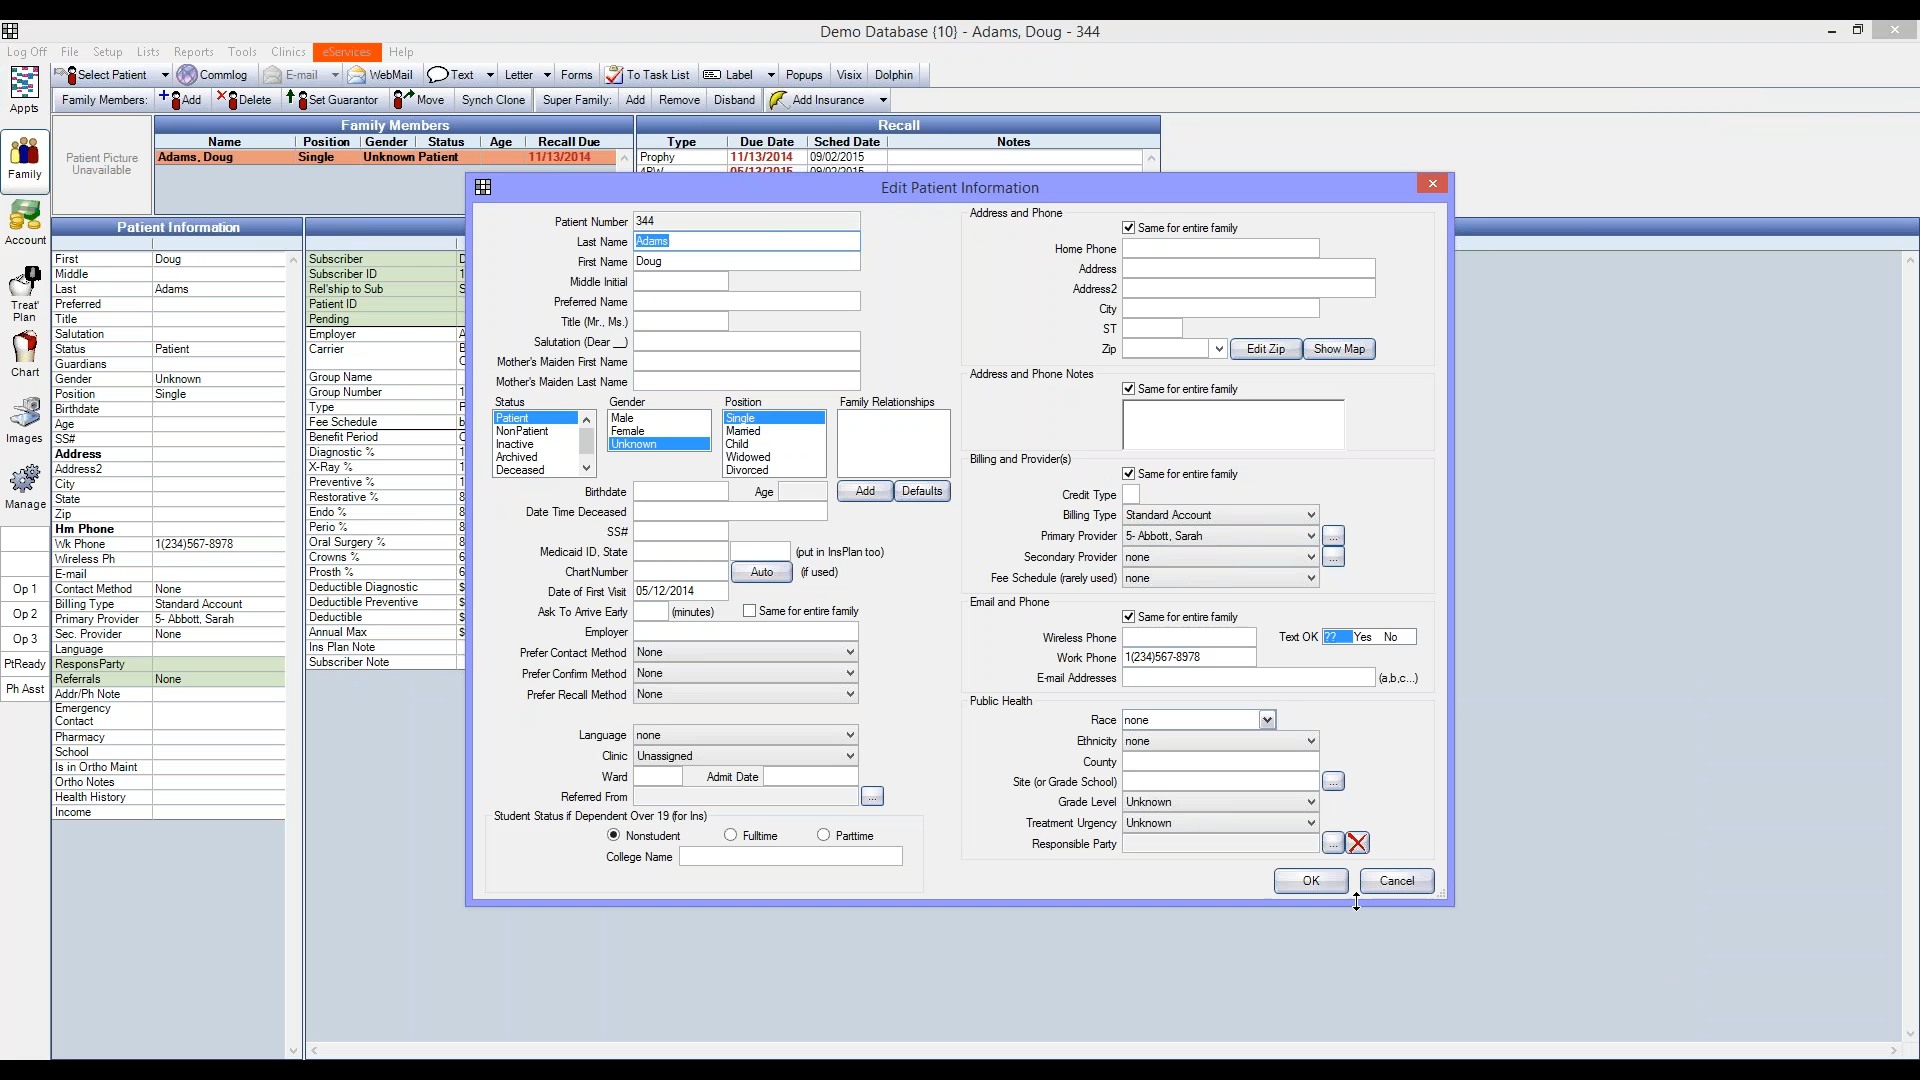 Demo Database {10} - Adams, Doug - 344
Log Off File Setup Lists Reports Tools Clinics eServices Help
Select Patient Commlog E-mail WebMail Text Letter Forms To Task List Label Popups Visix Dolphin
Family Members: Add Delete Set Guarantor Move Synch Clone Super Family: Add Remove Disband Add Insurance
Appts
Family
Account
Treat'
Plan
Chart
Images
Manage
Op 1
Op 2
Op 3
PtReady
Ph Asst
Patient Picture
Unavailable
Family Members
Name Position Gender Status Age Recall Due
Adams, Doug Single Unknown Patient 11/13/2014
Recall
Type Due Date Sched Date Notes
Prophy 11/13/2014 09/02/2015
4BW 05/12/2015 09/02/2015
Patient Information
First Doug
Middle
Last Adams
Preferred
Title
Salutation
Status Patient
Guardians
Gender Unknown
Position Single
Birthdate
Age
SS#
Address
Address2
City
State
Zip
Hm Phone
Wk Phone 1(234)567-8978
Wireless Ph
E-mail
Contact Method None
Billing Type Standard Account
Primary Provider 5- Abbott, Sarah
Sec. Provider None
Language
ResponsParty
Referrals None
Addr/Ph Note
Emergency
Contact
Pharmacy
School
Is in Ortho Maint
Ortho Notes
Health History
Income
Subscriber
Subscriber ID
Rel'ship to Sub
Patient ID
Pending
Employer
Carrier
Group Name
Group Number
Type
Fee Schedule
Benefit Period
Diagnostic %
X-Ray %
Preventive %
Restorative %
Endo %
Perio %
Oral Surgery %
Crowns %
Prosth %
Deductible Diagnostic
Deductible Preventive
Deductible
Annual Max
Ins Plan Note
Subscriber Note
Edit Patient Information
Patient Number 344
Last Name Adams
First Name Doug
Middle Initial
Preferred Name
Title (Mr., Ms.)
Salutation (Dear __)
Mother's Maiden First Name
Mother's Maiden Last Name
Status Gender Position Family Relationships
Patient Male Single
NonPatient Female Married
Inactive Unknown Child
Archived Widowed
Deceased Divorced
Birthdate Age Add Defaults
Date Time Deceased
SS#
Medicaid ID, State (put in InsPlan too)
ChartNumber Auto (if used)
Date of First Visit 05/12/2014
Ask To Arrive Early (minutes) Same for entire family
Employer
Prefer Contact Method None
Prefer Confirm Method None
Prefer Recall Method None
Language none
Clinic Unassigned
Ward Admit Date
Referred From ...
Student Status if Dependent Over 19 (for Ins)
Nonstudent Fulltime Parttime
College Name
Address and Phone
Same for entire family
Home Phone
Address
Address2
City
ST
Zip Edit Zip Show Map
Address and Phone Notes
Same for entire family
Billing and Provider(s)
Same for entire family
Credit Type
Billing Type Standard Account
Primary Provider 5- Abbott, Sarah ...
Secondary Provider none ...
Fee Schedule (rarely used) none
Email and Phone
Same for entire family
Wireless Phone Text OK ?? Yes No
Work Phone 1(234)567-8978
E-mail Addresses (a,b,c...)
Public Health
Race none
Ethnicity none
County
Site (or Grade School) ...
Grade Level Unknown
Treatment Urgency Unknown
Responsible Party ...
OK Cancel